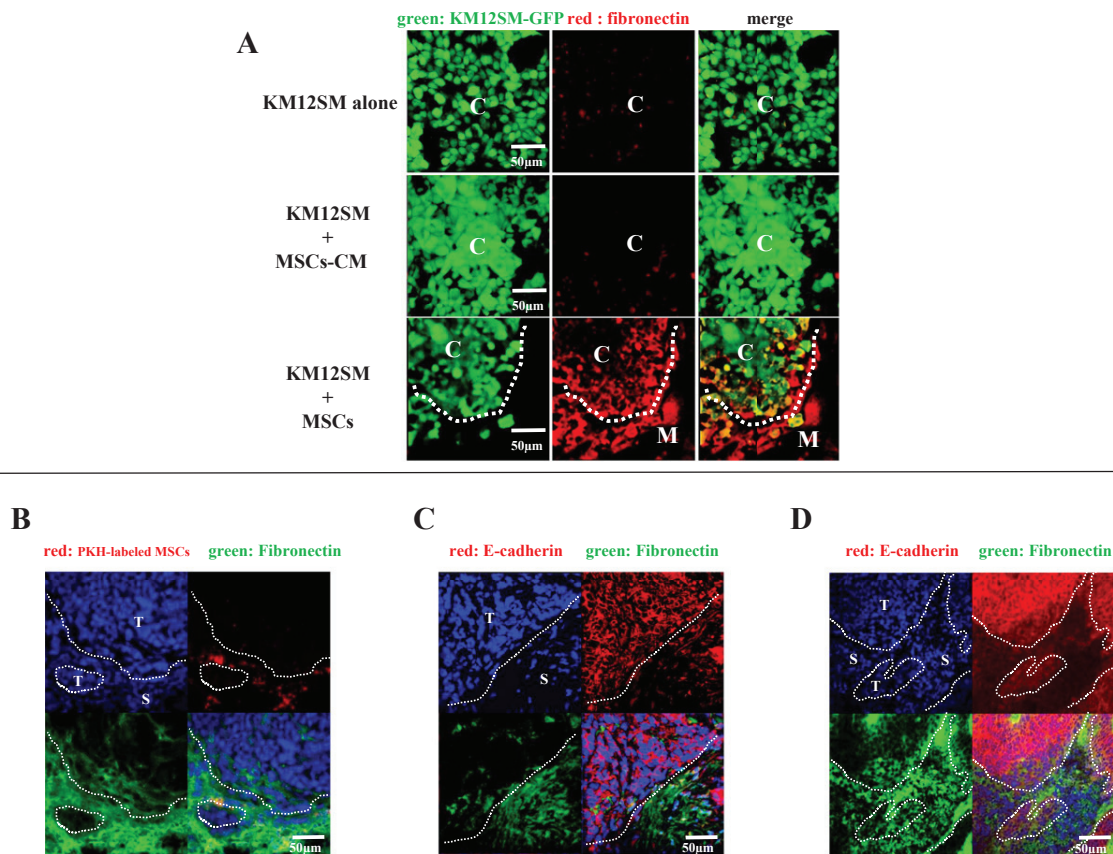 green: KM12SM-GFP red : fibronectin merge
A
KM12SM alone
C C C
50µm
KM12SM
+
MSCs-CM
C C C
50µm
KM12SM
+
MSCs
C C C
50µm M M
B
red: PKH-labeled MSCs green: Fibronectin
T
T
S
50µm
C
red: E-cadherin green: Fibronectin
T
S
50µm
D
red: E-cadherin green: Fibronectin
T
S S
T
50µm